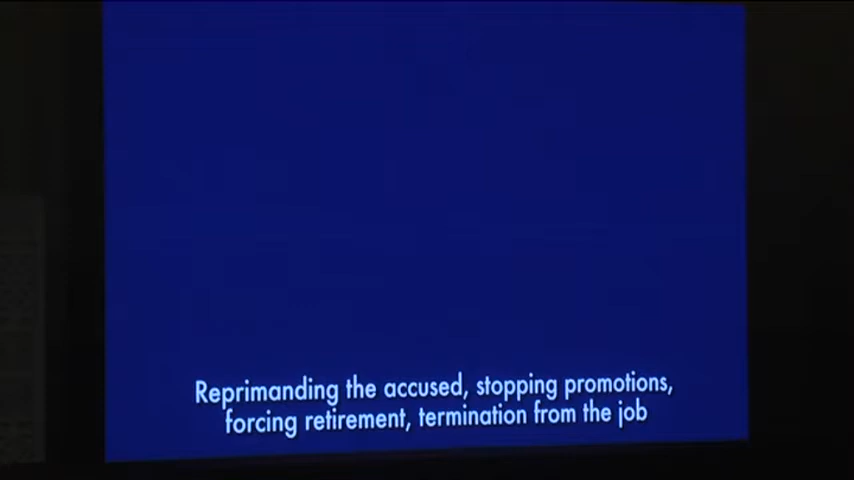 Reprimanding the accused, stopping promotions,
forcing retirement, termination from the job